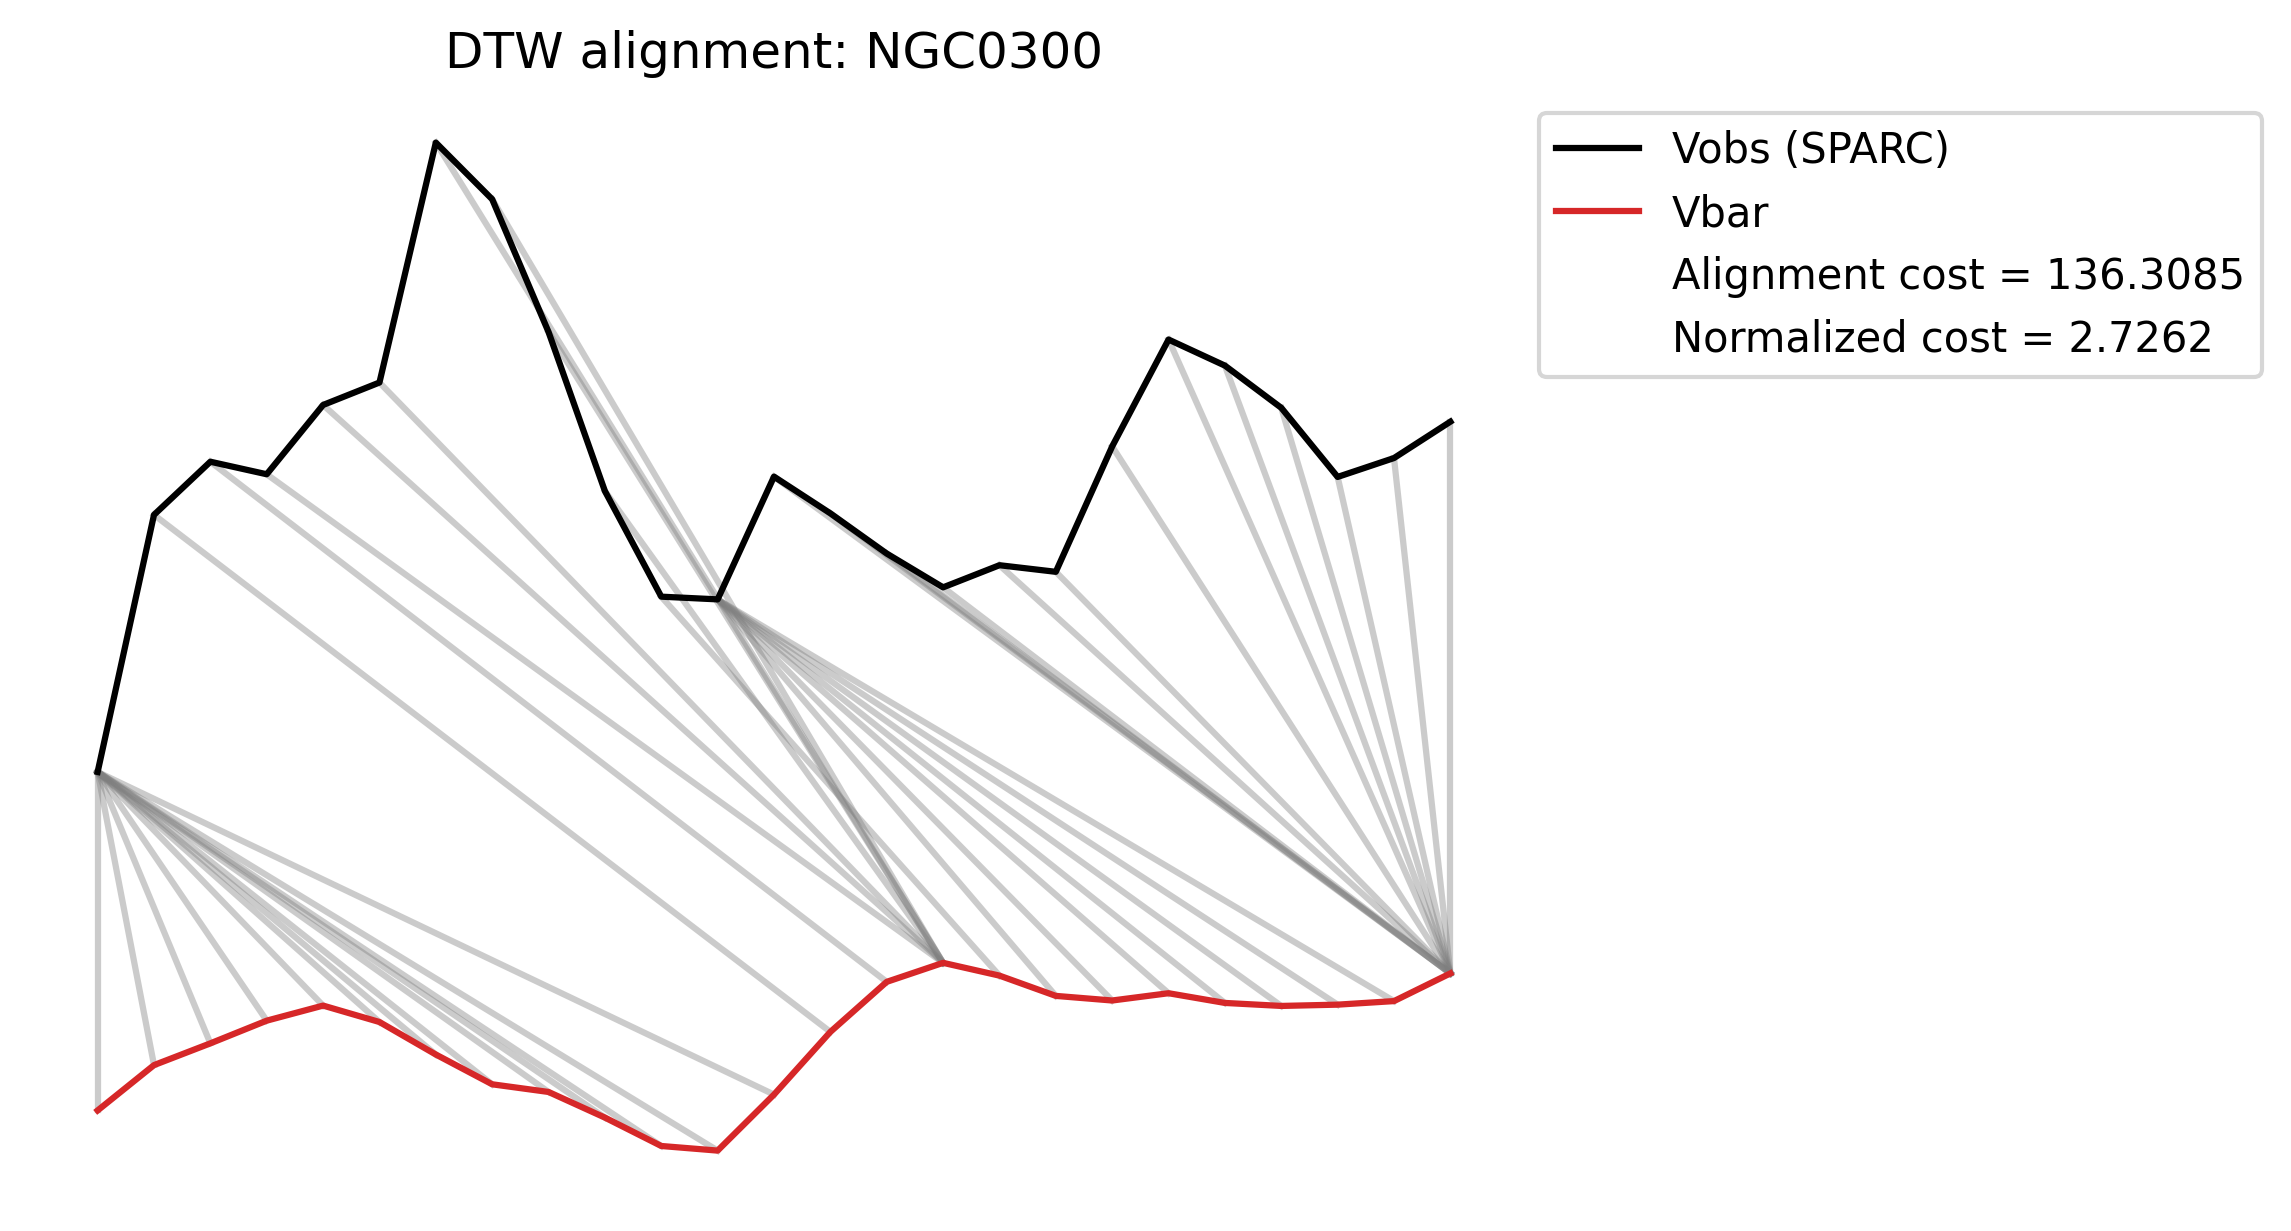 DTW alignment: NGC0300
Vobs (SPARC)
Vbar
Alignment cost = 136.3085
Normalized cost = 2.7262